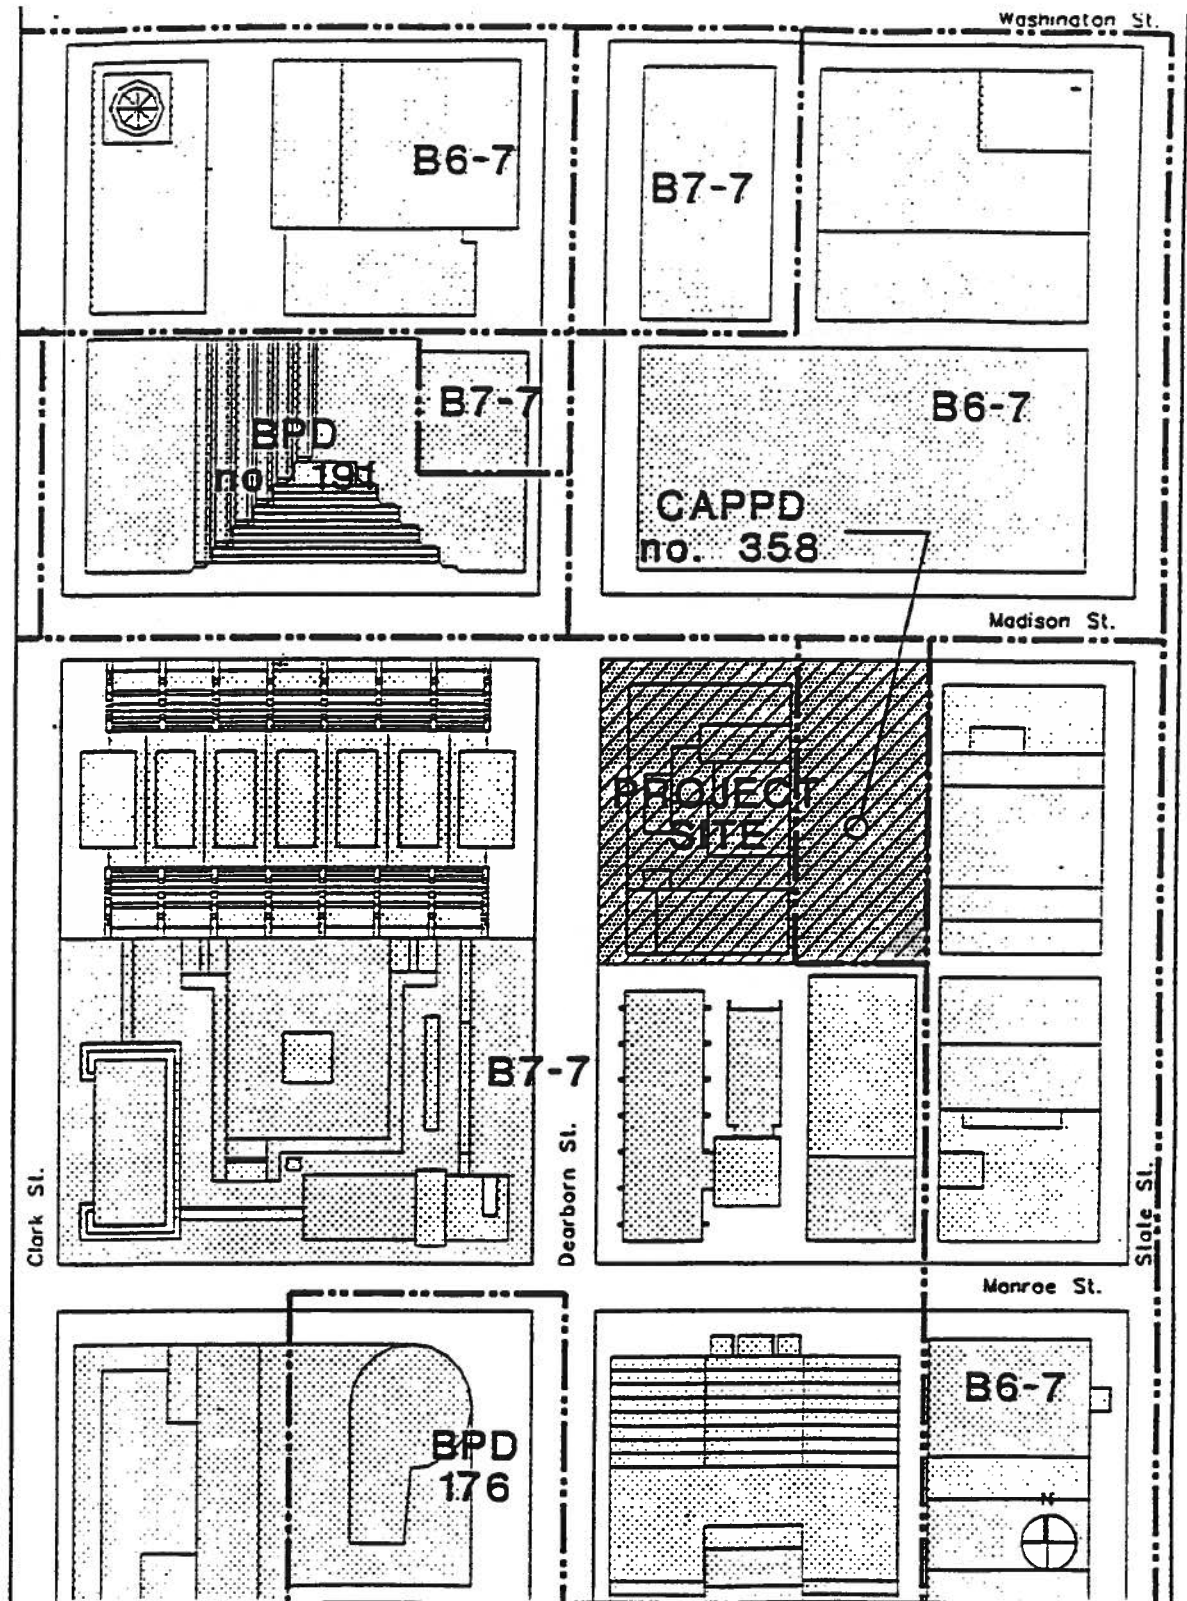 Washington St.
B6-7
B7-7
B7-7
B6-7
BPD
no 191
CAPPD
no. 358
Madison St.
PROJECT
SITE
B7-7
Clark St.
Dearborn St.
State St.
Monroe St.
B6-7
BPD
176
N